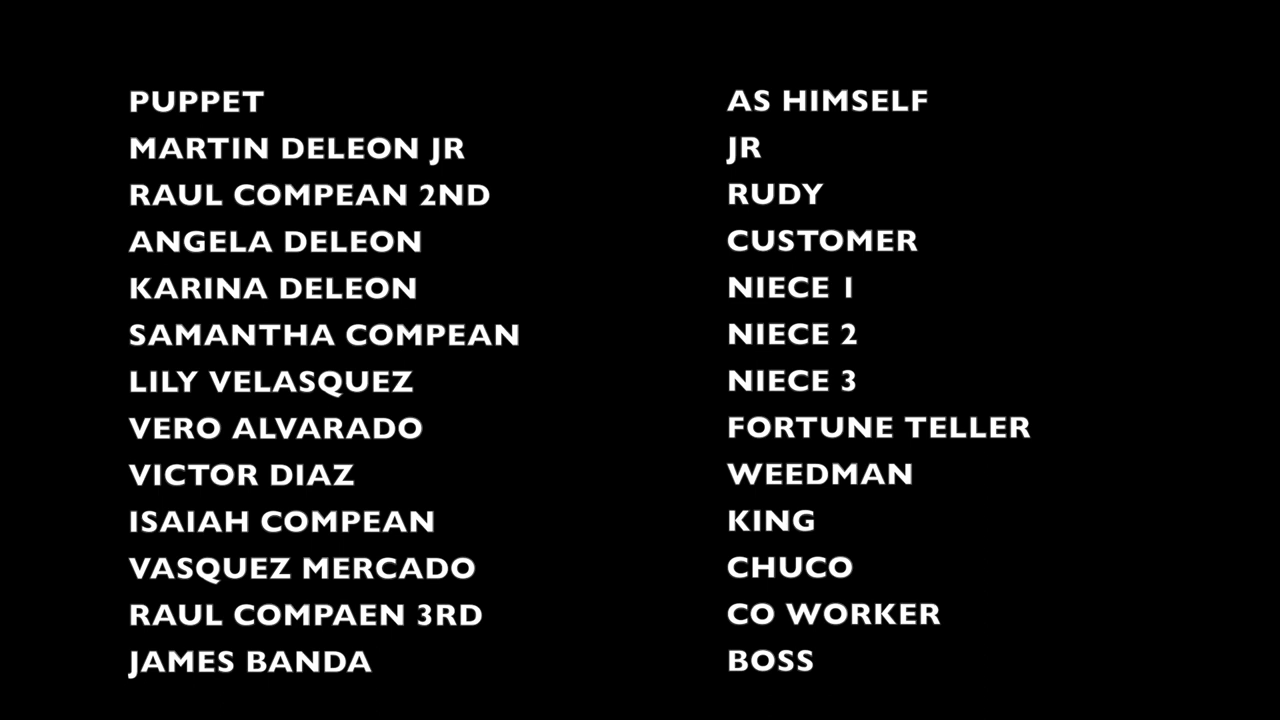 PUPPET AS HIMSELF
MARTIN DELEON JR JR
RAUL COMPEAN 2ND RUDY
ANGELA DELEON CUSTOMER
KARINA DELEON NIECE 1
SAMANTHA COMPEAN NIECE 2
LILY VELASQUEZ NIECE 3
VERO ALVARADO FORTUNE TELLER
VICTOR DIAZ WEEDMAN
ISAIAH COMPEAN KING
VASQUEZ MERCADO CHUCO
RAUL COMPAEN 3RD CO WORKER
JAMES BANDA BOSS